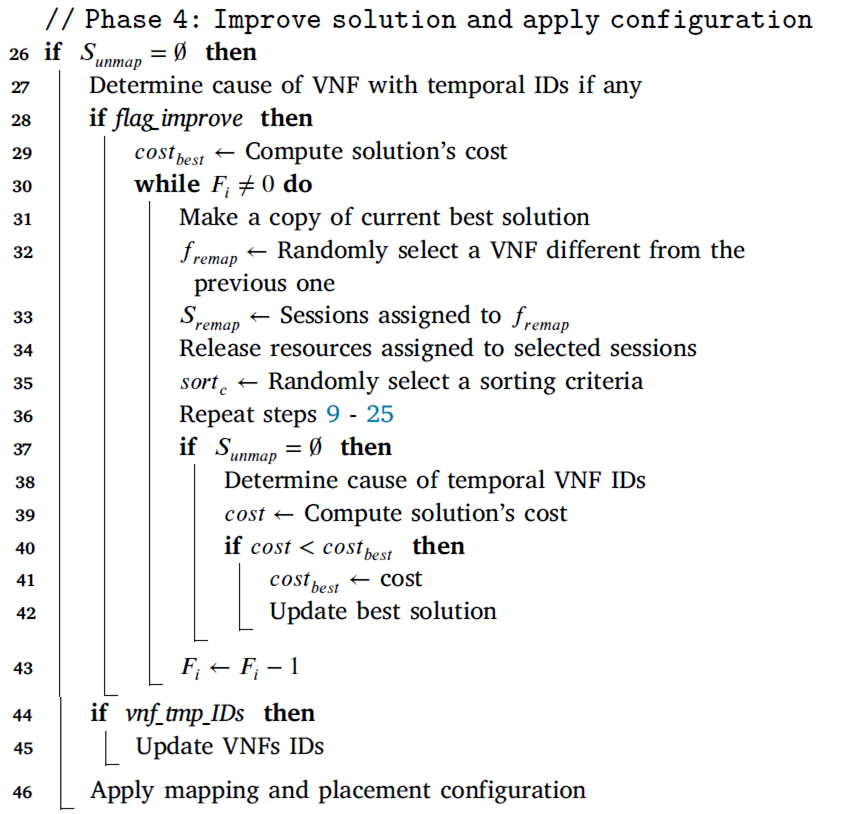 // Phase 4: Improve solution and apply configuration
26 if S_unmap = ∅ then
27 Determine cause of VNF with temporal IDs if any
28 if flag_improve then
29 cost_best ← Compute solution's cost
30 while F_i ≠ 0 do
31 Make a copy of current best solution
32 f_remap ← Randomly select a VNF different from the
previous one
33 S_remap ← Sessions assigned to f_remap
34 Release resources assigned to selected sessions
35 sort_c ← Randomly select a sorting criteria
36 Repeat steps 9 - 25
37 if S_unmap = ∅ then
38 Determine cause of temporal VNF IDs
39 cost ← Compute solution's cost
40 if cost < cost_best then
41 cost_best ← cost
42 Update best solution
43 F_i ← F_i − 1
44 if vnf_tmp_IDs then
45 Update VNFs IDs
46 Apply mapping and placement configuration